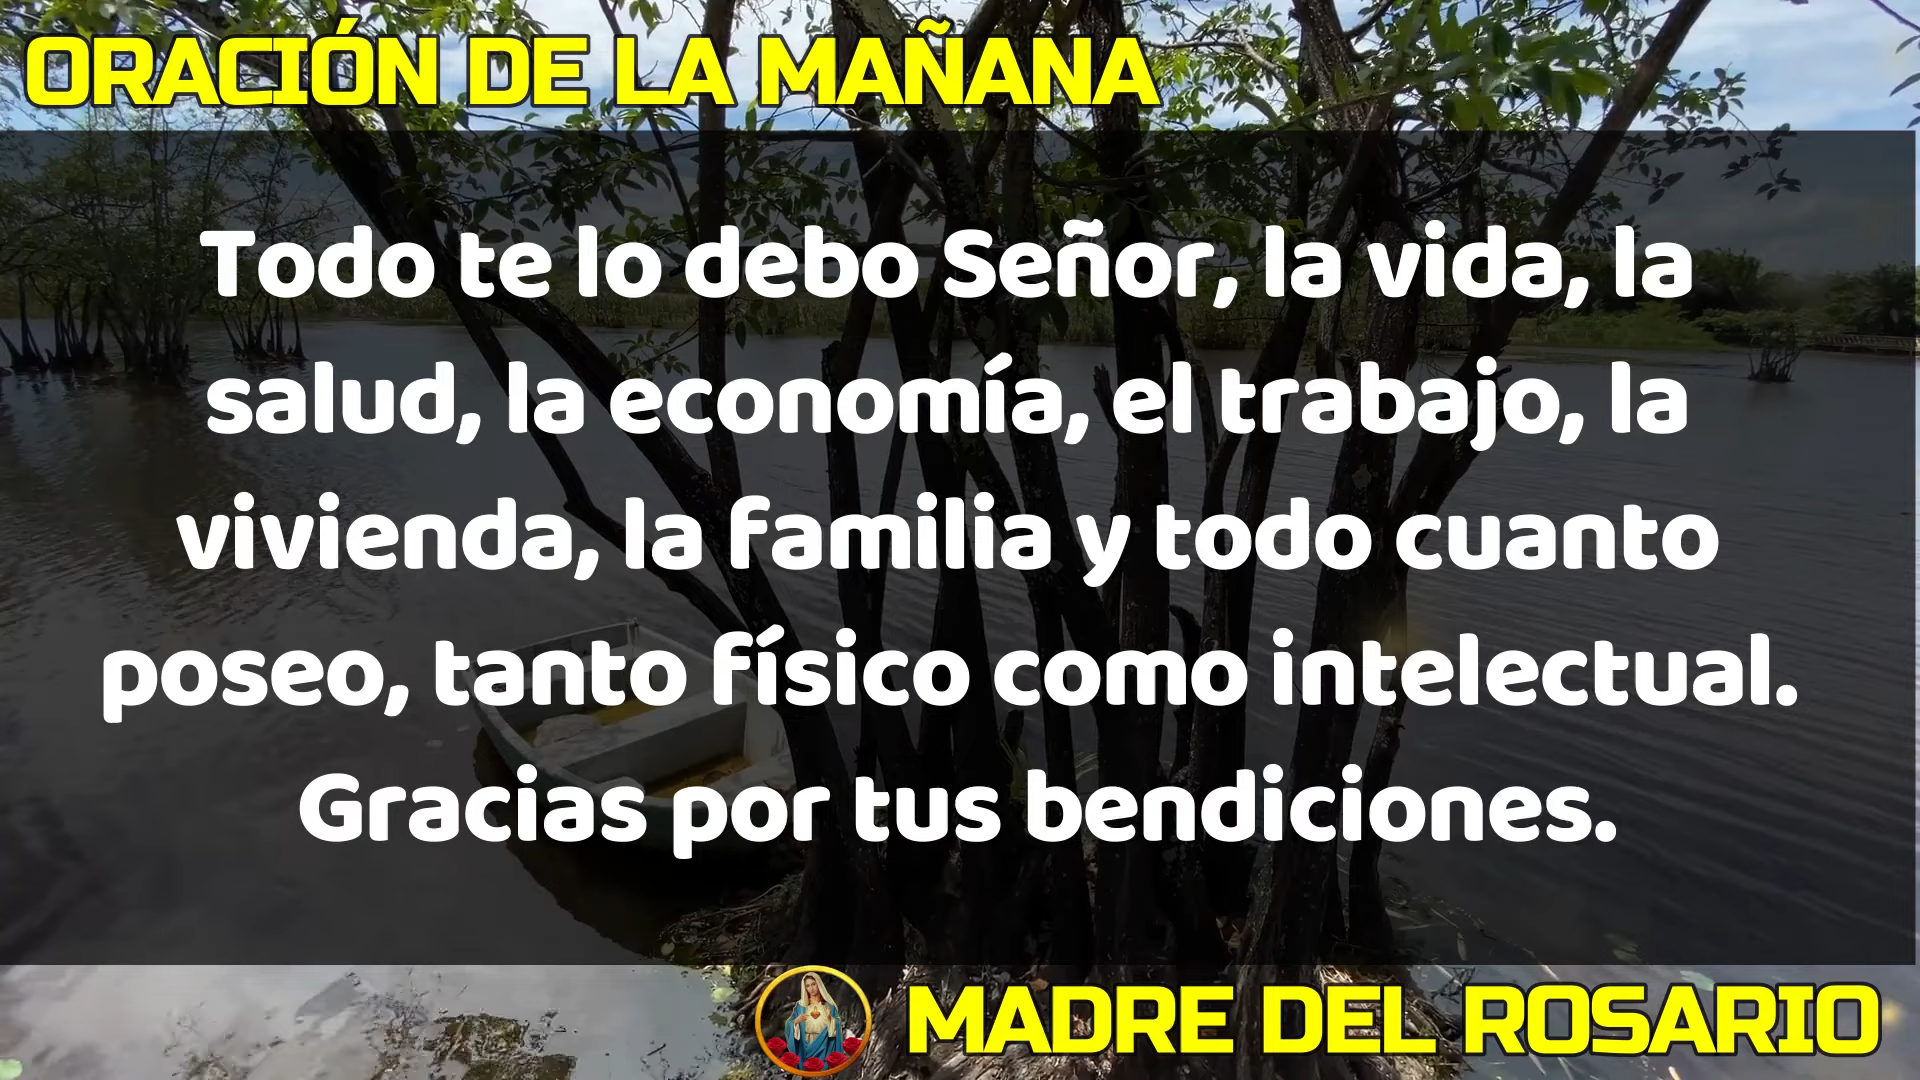 ORACIÓN DE LA MAÑANA
Todo te lo debo Señor, la vida, la
salud, la economía, el trabajo, la
vivienda, la familia y todo cuanto
poseo, tanto físico como intelectual.
Gracias por tus bendiciones.
MADRE DEL ROSARIO